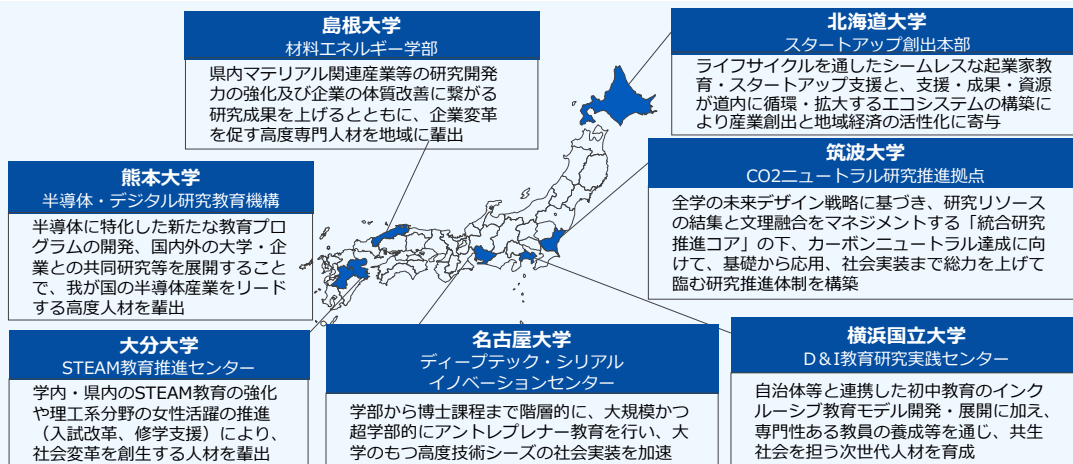 島根大学
材料エネルギー学部
県内マテリアル関連産業等の研究開発
力の強化及び企業の体質改善に繋がる
研究成果を上げるとともに、企業変革
を促す高度専門人材を地域に輩出
北海道大学
スタートアップ創出本部
ライフサイクルを通したシームレスな起業家教
育・スタートアップ支援と、支援・成果・資源
が道内に循環・拡大するエコシステムの構築に
より産業創出と地域経済の活性化に寄与
熊本大学
半導体・デジタル研究教育機構
半導体に特化した新たな教育プロ
グラムの開発、国内外の大学・企
業との共同研究等を展開すること
で、我が国の半導体産業をリード
する高度人材を輩出
筑波大学
CO2ニュートラル研究推進拠点
全学の未来デザイン戦略に基づき、研究リソース
の結集と文理融合をマネジメントする「統合研究
推進コア」の下、カーボンニュートラル達成に向
けて、基礎から応用、社会実装まで総力を上げて
臨む研究推進体制を構築
大分大学
STEAM教育推進センター
学内・県内のSTEAM教育の強化
や理工系分野の女性活躍の推進
（入試改革、修学支援）により、
社会変革を創生する人材を輩出
名古屋大学
ディープテック・シリアル
イノベーションセンター
学部から博士課程まで階層的に、大規模かつ
超学部的にアントレプレナー教育を行い、大
学のもつ高度技術シーズの社会実装を加速
横浜国立大学
D＆I教育研究実践センター
自治体等と連携した初中教育のインク
ルーシブ教育モデル開発・展開に加え、
専門性ある教員の養成等を通じ、共生
社会を担う次世代人材を育成